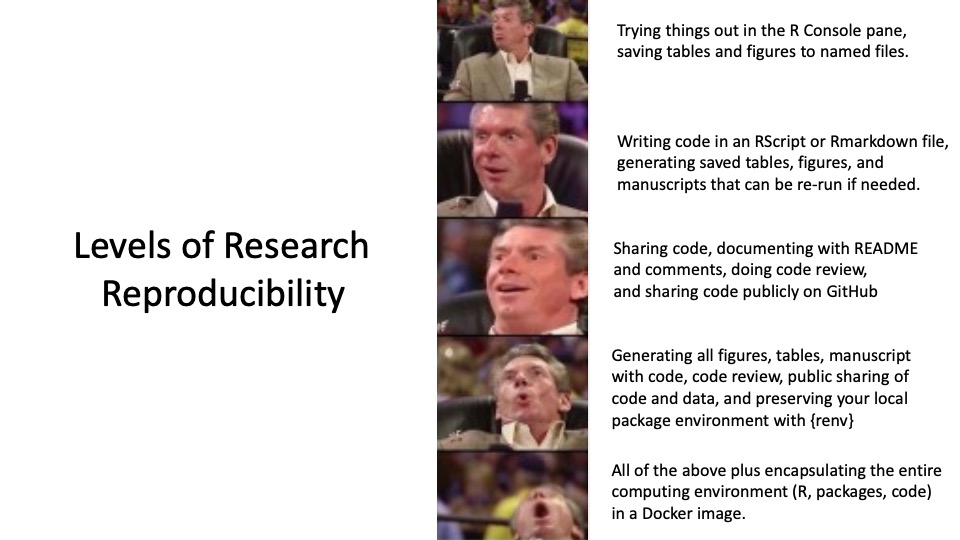 Levels of Research
Reproducibility
Trying things out in the R Console pane,
saving tables and figures to named files.
Writing code in an RScript or Rmarkdown file,
generating saved tables, figures, and
manuscripts that can be re-run if needed.
Sharing code, documenting with README
and comments, doing code review,
and sharing code publicly on GitHub
Generating all figures, tables, manuscript
with code, code review, public sharing of
code and data, and preserving your local
package environment with {renv}
All of the above plus encapsulating the entire
computing environment (R, packages, code)
in a Docker image.